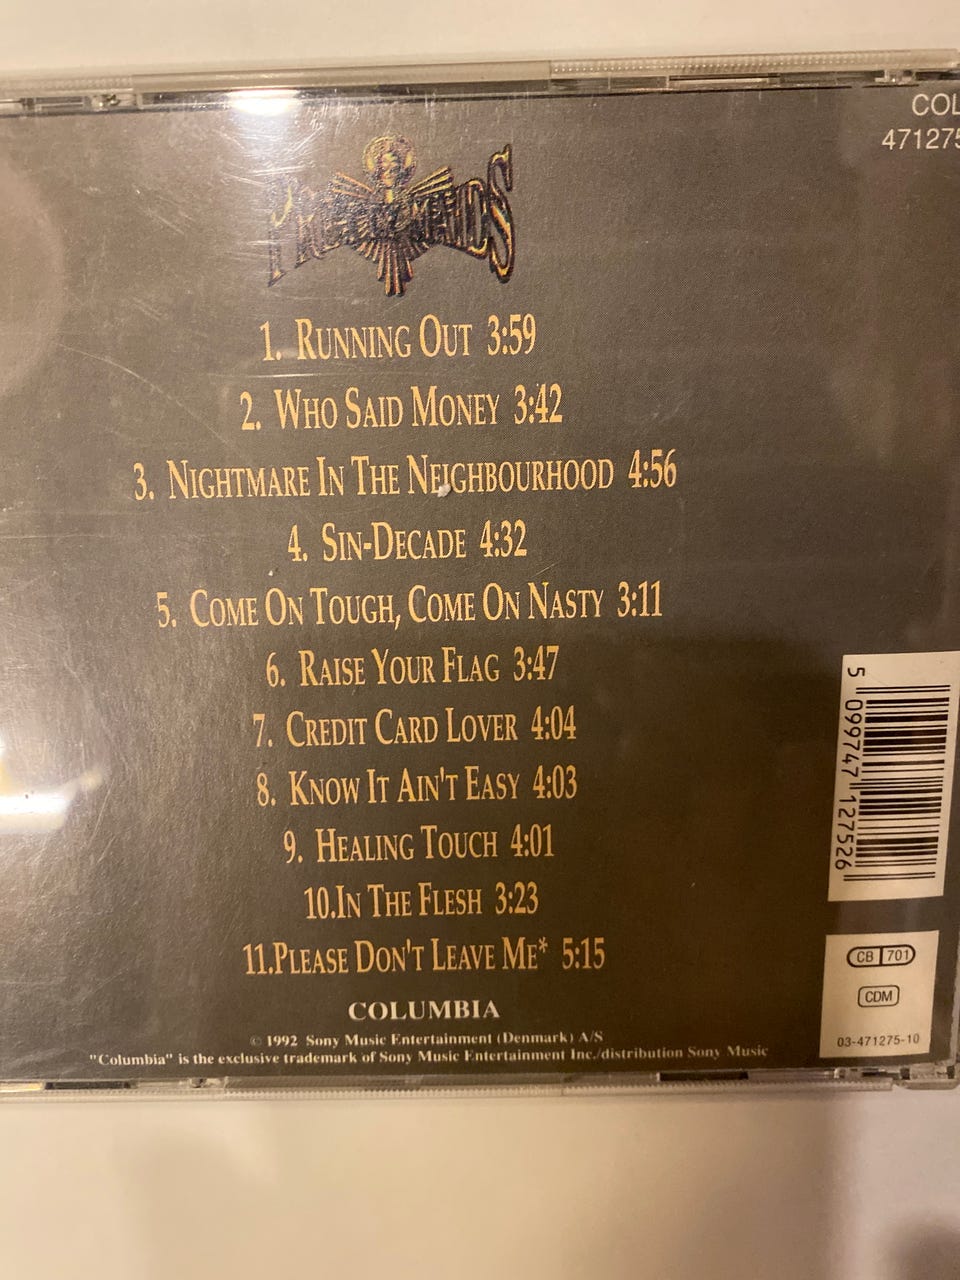 COL
471275
PRETTY MAIDS
1. RUNNING OUT 3:59
2. WHO SAID MONEY 3:42
3. NIGHTMARE IN THE NEIGHBOURHOOD 4:56
4. SIN-DECADE 4:32
5. COME ON TOUGH, COME ON NASTY 3:11
6. RAISE YOUR FLAG 3:47
7. CREDIT CARD LOVER 4:04
8. KNOW IT AIN'T EASY 4:03
9. HEALING TOUCH 4:01
10.IN THE FLESH 3:23
11.PLEASE DON'T LEAVE ME* 5:15
COLUMBIA
© 1992 Sony Music Entertainment (Denmark) A/S
"Columbia" is the exclusive trademark of Sony Music Entertainment Inc./distribution Sony Music
5 099747 127526
CB 701
CDM
03-471275-10